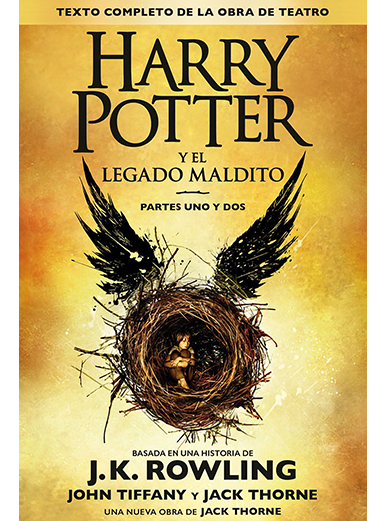 TEXTO COMPLETO DE LA OBRA DE TEATRO
HARRY
POTTER
Y EL
LEGADO MALDITO
PARTES UNO Y DOS
BASADA EN UNA HISTORIA DE
J.K. ROWLING
JOHN TIFFANY Y JACK THORNE
UNA NUEVA OBRA DE JACK THORNE